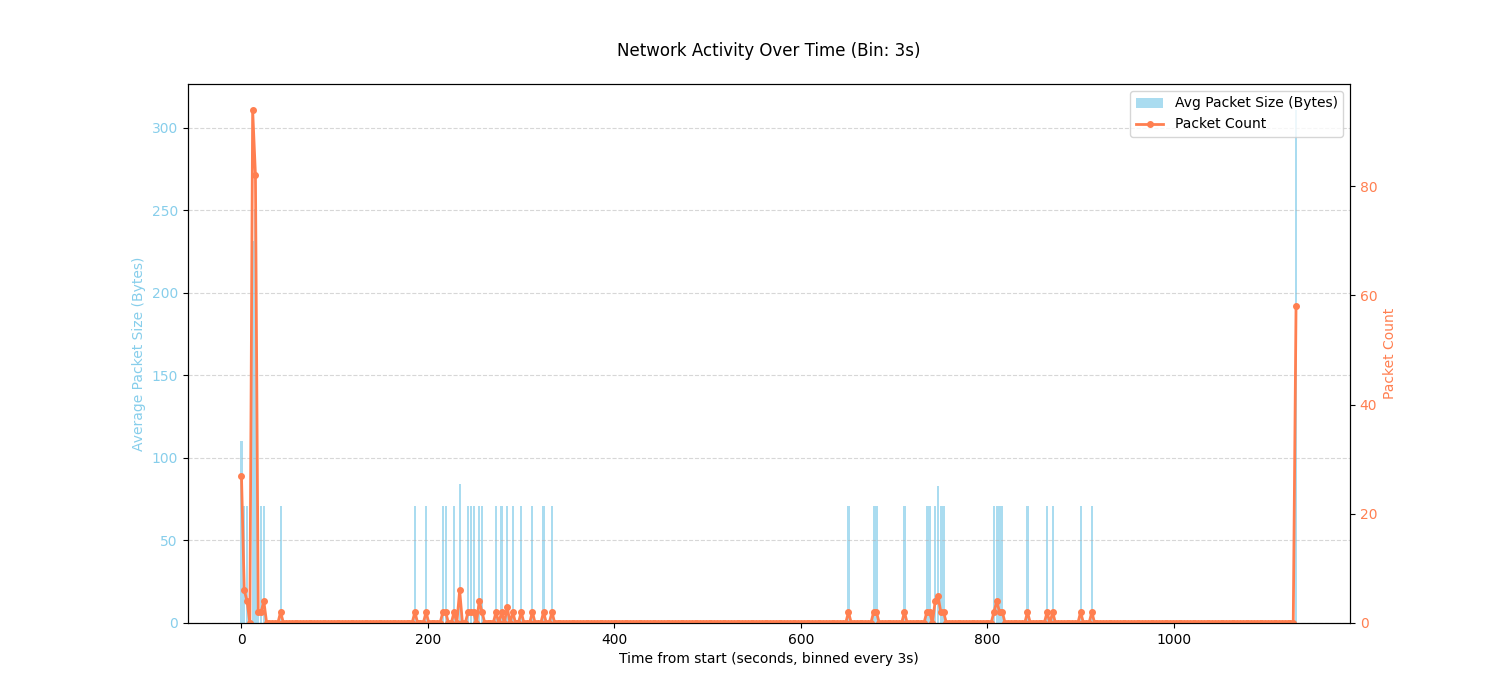 Network Activity Over Time (Bin: 3s)
Avg Packet Size (Bytes)
Packet Count
300
250
200
150
100
50
0
Average Packet Size (Bytes)
80
60
40
20
0
Packet Count
0 200 400 600 800 1000
Time from start (seconds, binned every 3s)